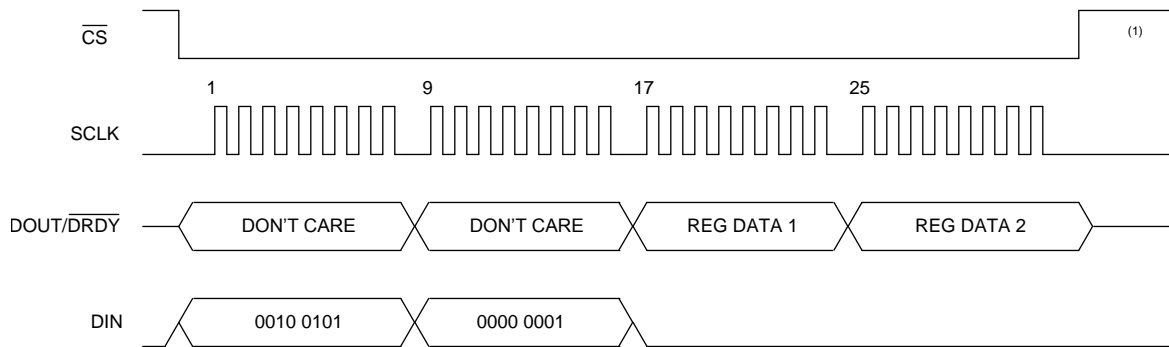 CS
(1)
1 9 17 25
SCLK
DOUT/DRDY DON'T CARE DON'T CARE REG DATA 1 REG DATA 2
DIN 0010 0101 0000 0001